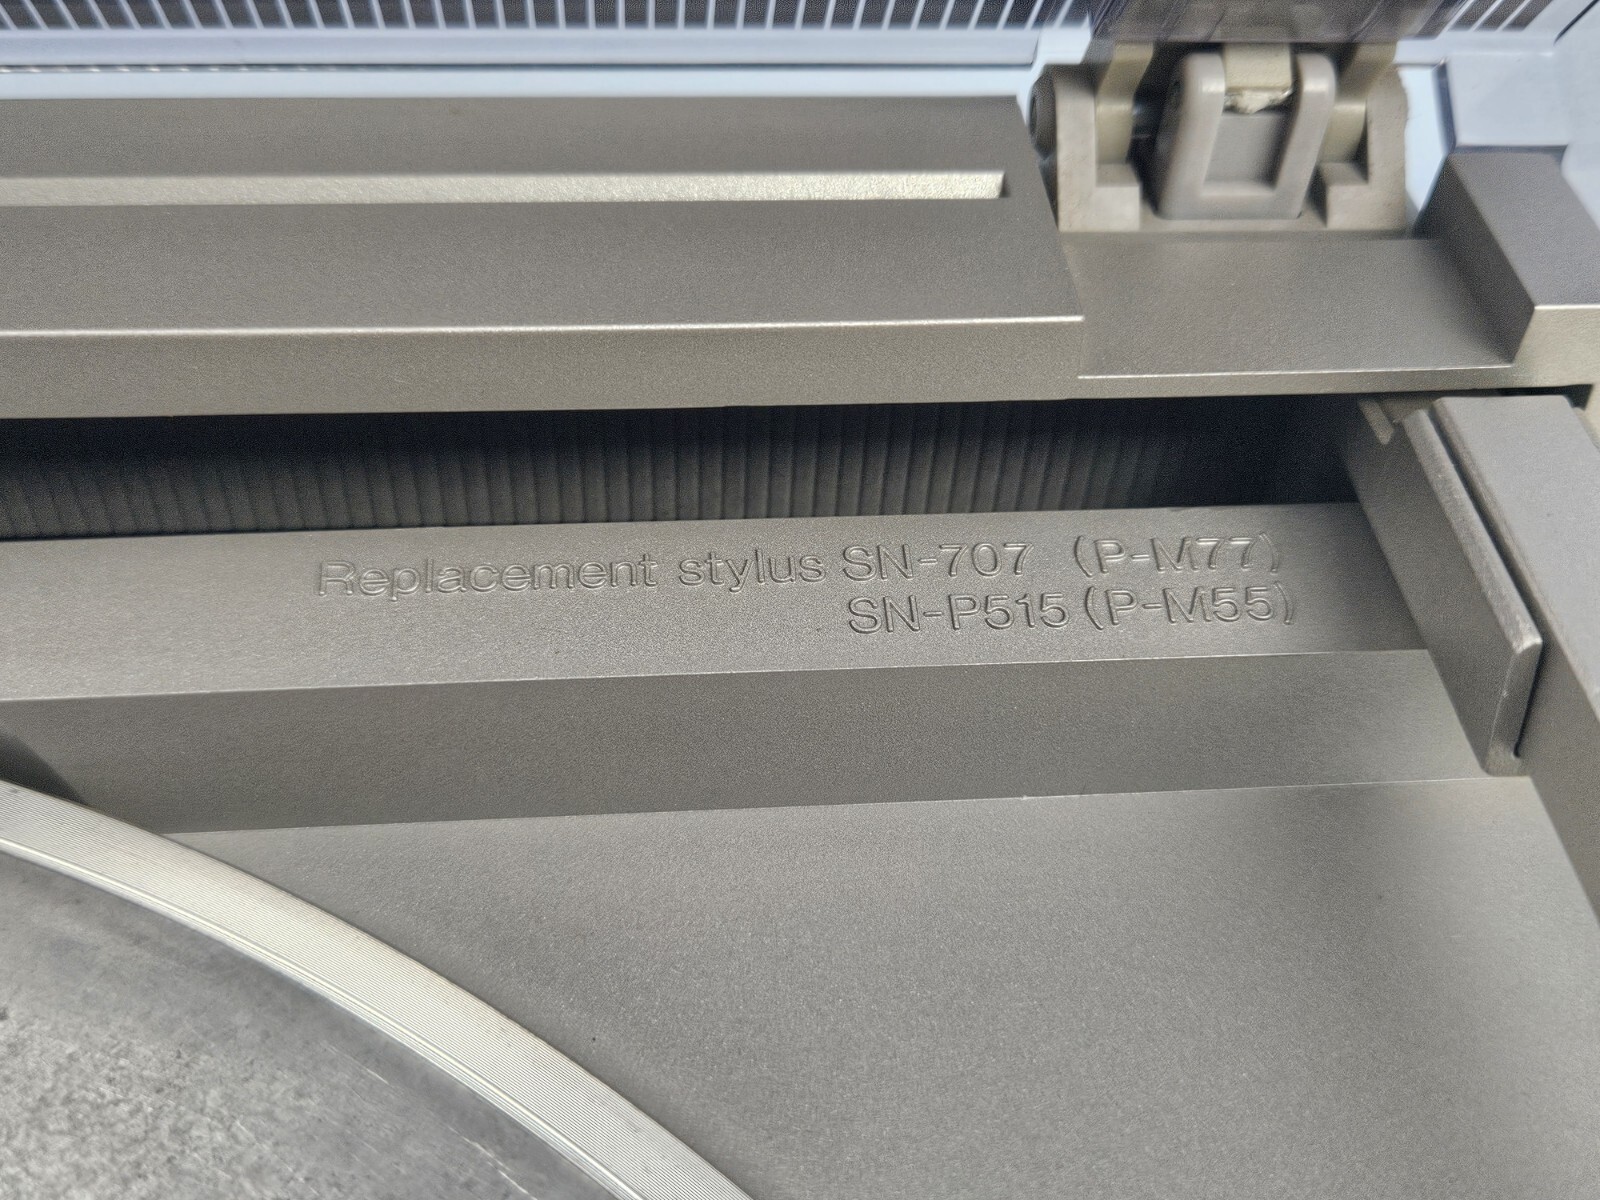 Replacement stylus SN-707 (P-M77)
SN-P515 (P-M55)